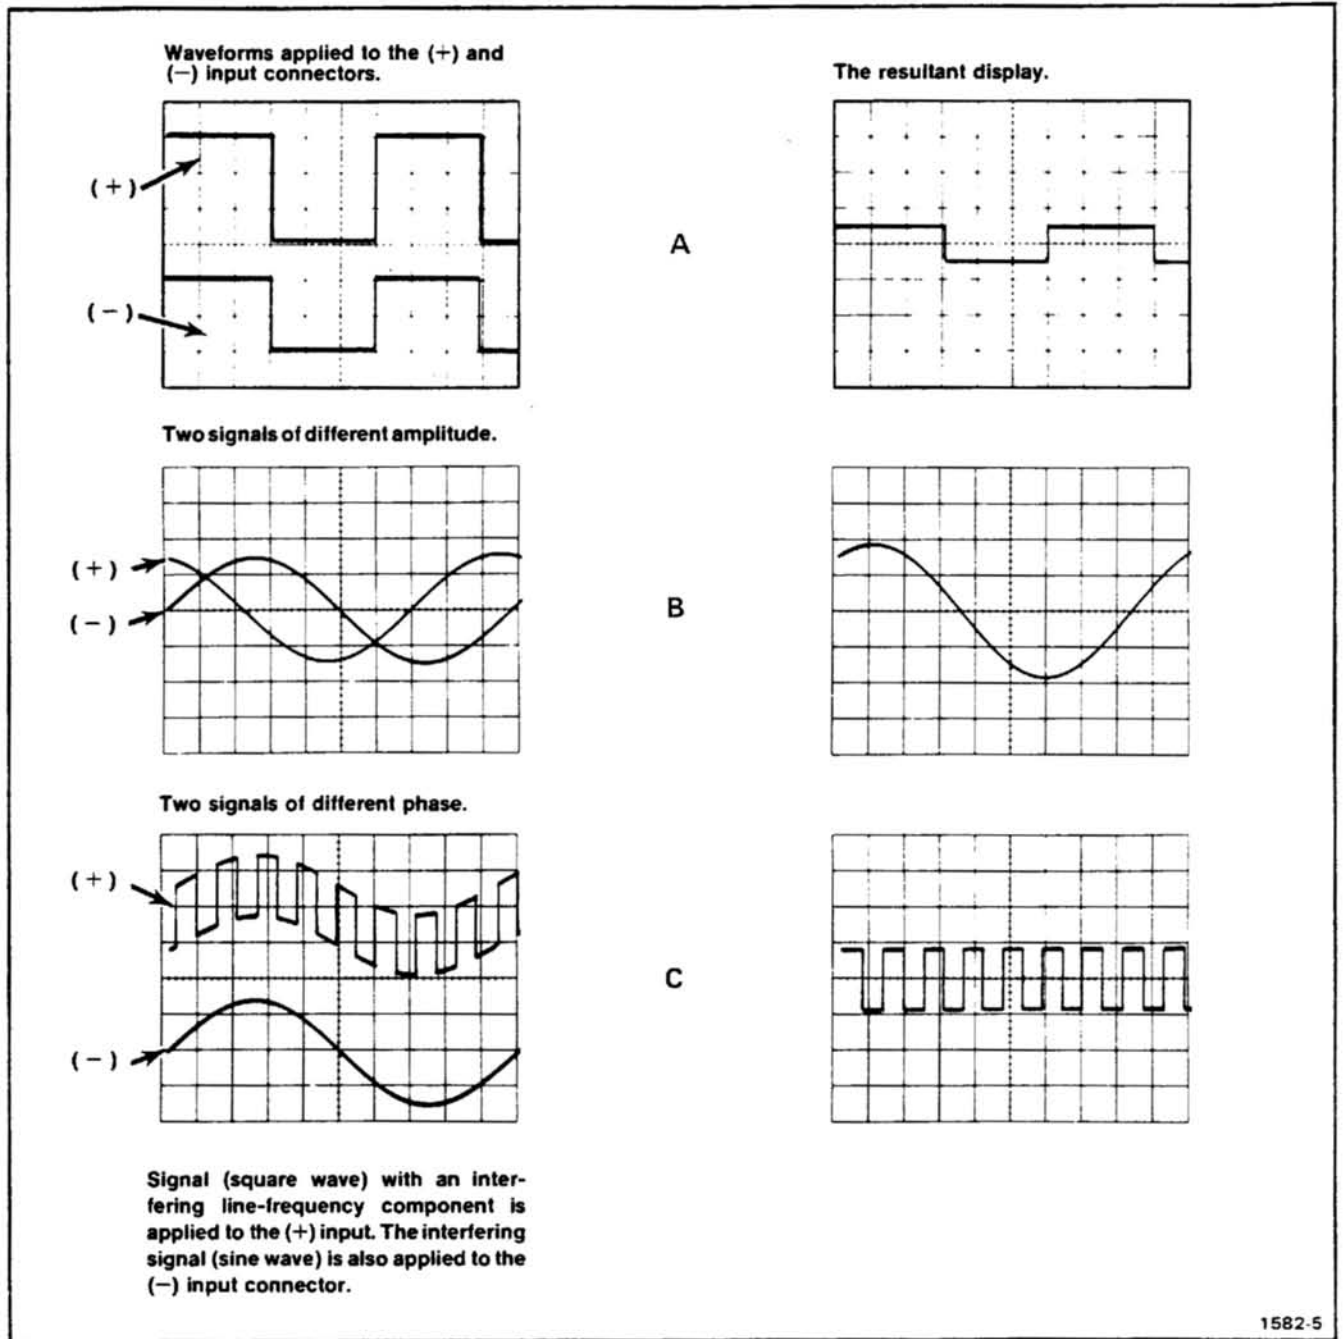 Waveforms applied to the (+) and
(−) input connectors.
The resultant display.
(+)
(−)
A
Two signals of different amplitude.
(+)
(−)
B
Two signals of different phase.
(+)
(−)
C
Signal (square wave) with an inter-
fering line-frequency component is
applied to the (+) input. The interfering
signal (sine wave) is also applied to the
(−) input connector.
1582-5